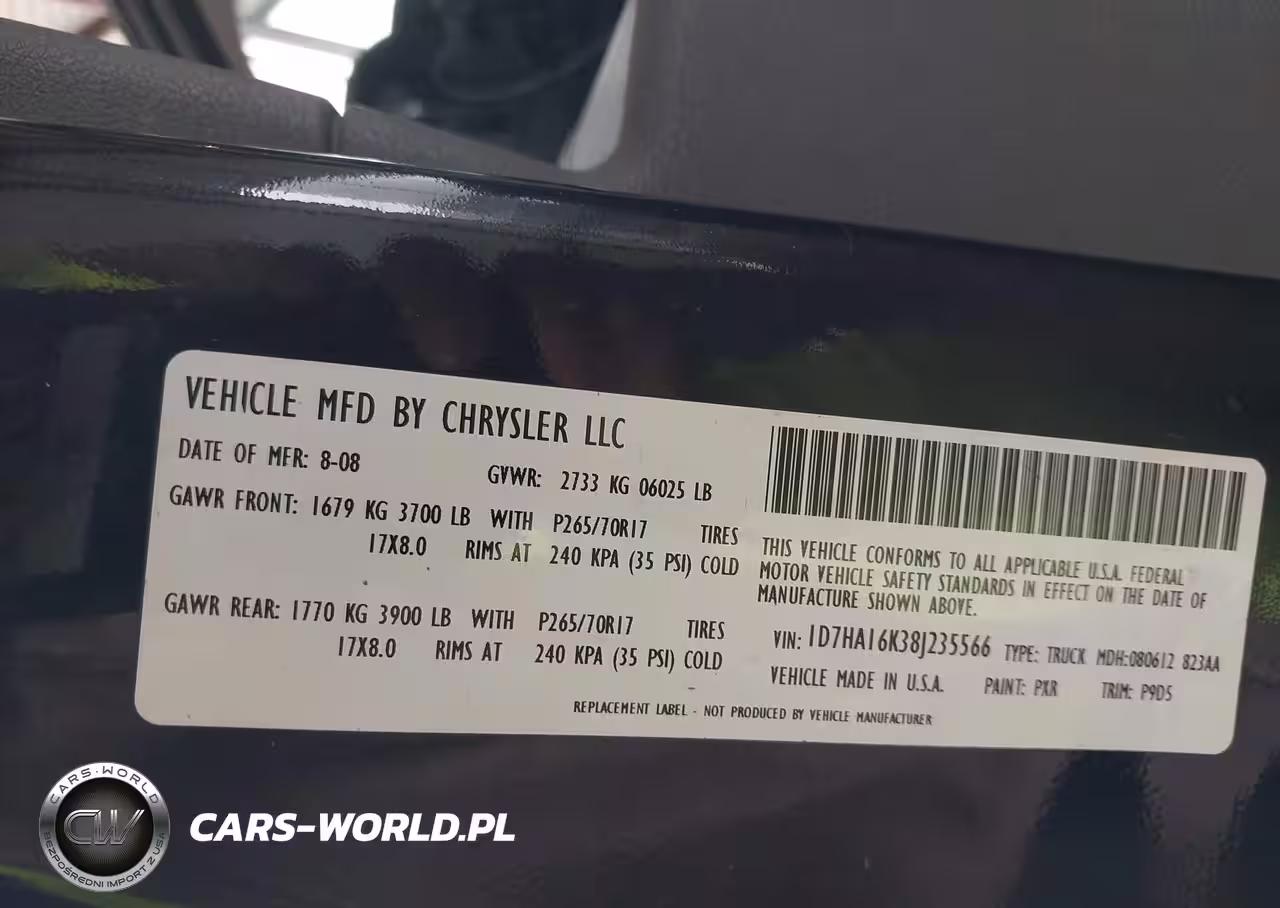 VEHICLE MFD BY CHRYSLER LLC
DATE OF MFR: 8-08
GVWR: 2733 KG 06025 LB
GAWR FRONT: 1679 KG 3700 LB WITH P265/70R17 TIRES
17X8.0 RIMS AT 240 KPA (35 PSI) COLD
GAWR REAR: 1770 KG 3900 LB WITH P265/70R17 TIRES
17X8.0 RIMS AT 240 KPA (35 PSI) COLD
THIS VEHICLE CONFORMS TO ALL APPLICABLE U.S.A. FEDERAL
MOTOR VEHICLE SAFETY STANDARDS IN EFFECT ON THE DATE OF
MANUFACTURE SHOWN ABOVE.
VIN: 1D7HA16K38J235566 TYPE: TRUCK MDH:080612 823AA
VEHICLE MADE IN U.S.A. PAINT: PXR TRIM: P9D5
REPLACEMENT LABEL - NOT PRODUCED BY VEHICLE MANUFACTURER
CARS-WORLD
CW
BEZPOŚREDNI IMPORT Z USA
CARS-WORLD.PL